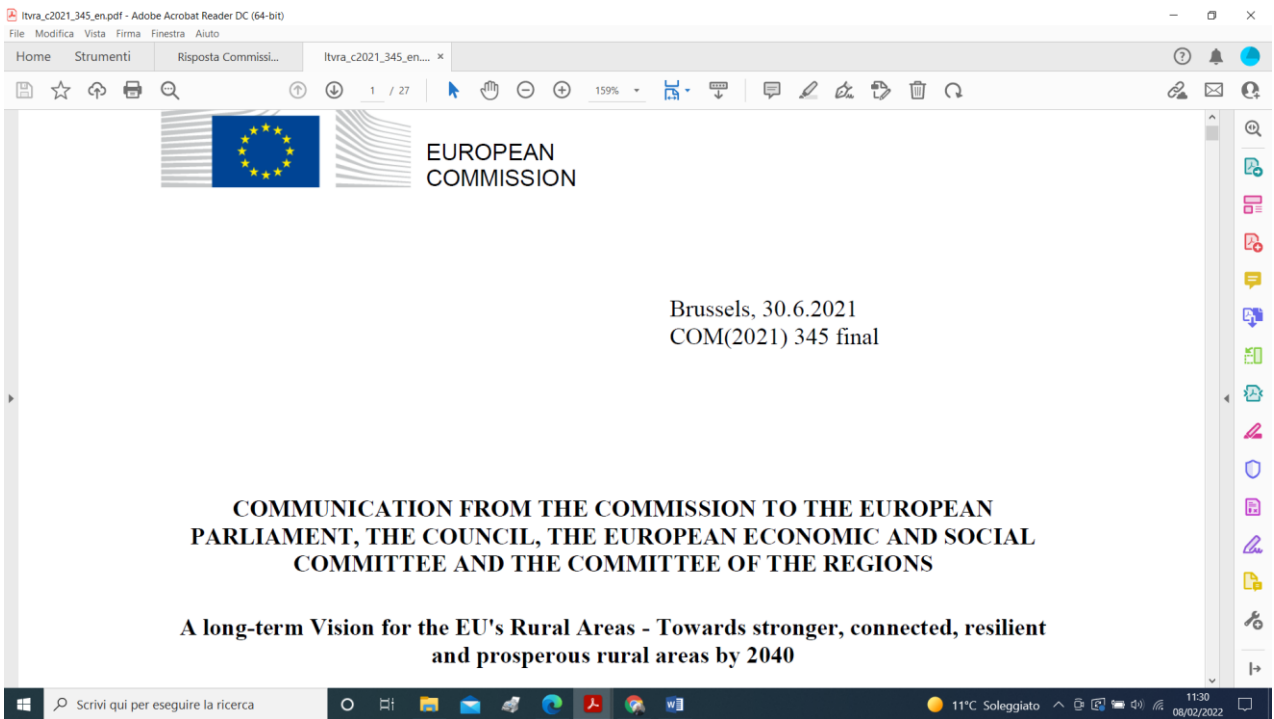 ltvra_c2021_345_en.pdf - Adobe Acrobat Reader DC (64-bit)
File Modifica Vista Firma Finestra Aiuto
Home Strumenti Risposta Commissi... ltvra_c2021_345_en.... ×
1 / 27 159%
EUROPEAN
COMMISSION
Brussels, 30.6.2021
COM(2021) 345 final
COMMUNICATION FROM THE COMMISSION TO THE EUROPEAN
PARLIAMENT, THE COUNCIL, THE EUROPEAN ECONOMIC AND SOCIAL
COMMITTEE AND THE COMMITTEE OF THE REGIONS
A long-term Vision for the EU's Rural Areas - Towards stronger, connected, resilient
and prosperous rural areas by 2040
Scrivi qui per eseguire la ricerca
11°C Soleggiato
11:30
08/02/2022